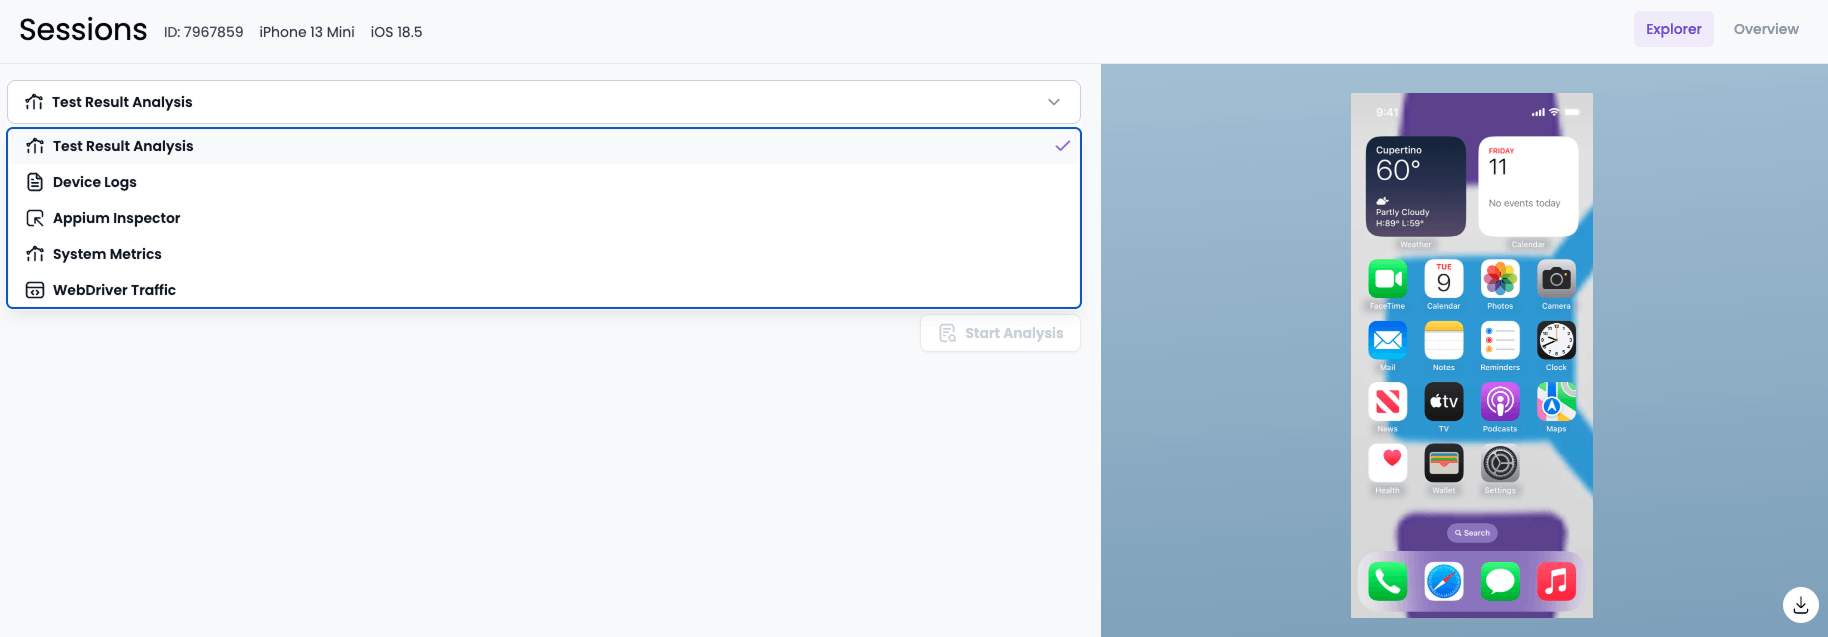 Sessions ID: 7967859 iPhone 13 Mini iOS 18.5
Explorer Overview
Test Result Analysis
Test Result Analysis
Device Logs
Appium Inspector
System Metrics
WebDriver Traffic
Start Analysis
9:41
Cupertino
60°
Partly Cloudy
H:89° L:59°
Weather
FRIDAY
11
No events today
Calendar
TUE
9
FaceTime Calendar Photos Camera
Mail Notes Reminders Clock
tv
News TV Podcasts Maps
Health Wallet Settings
Search